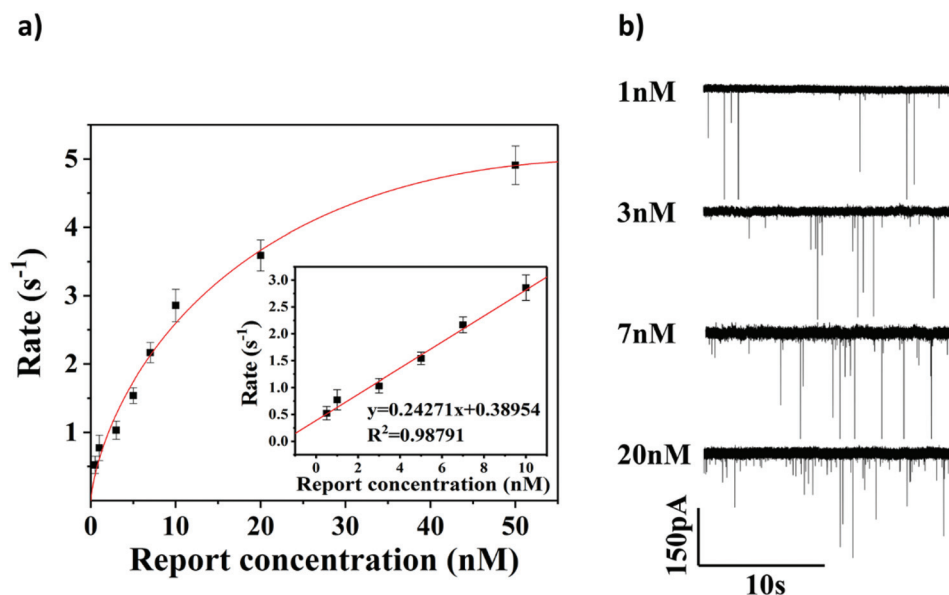 a)
Rate (s⁻¹)
5
4
3
2
1
0 10 20 30 40 50
Report concentration (nM)
Rate (s⁻¹)
3.0
2.5
2.0
1.5
1.0
0.5
0.0
y=0.24271x+0.38954
R²=0.98791
0 2 4 6 8 10
Report concentration (nM)
b)
1nM
3nM
7nM
20nM
150pA
10s